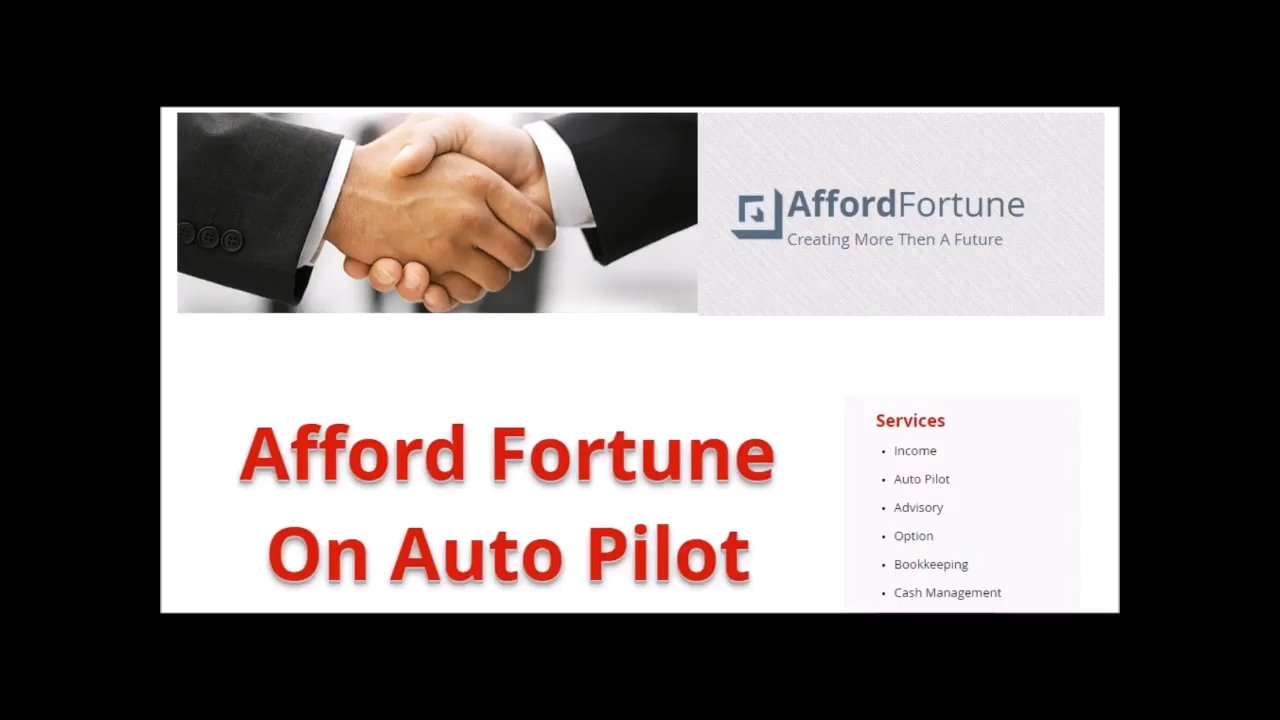 AffordFortune
Creating More Then A Future
Afford Fortune
On Auto Pilot
Services
• Income
• Auto Pilot
• Advisory
• Option
• Bookkeeping
• Cash Management